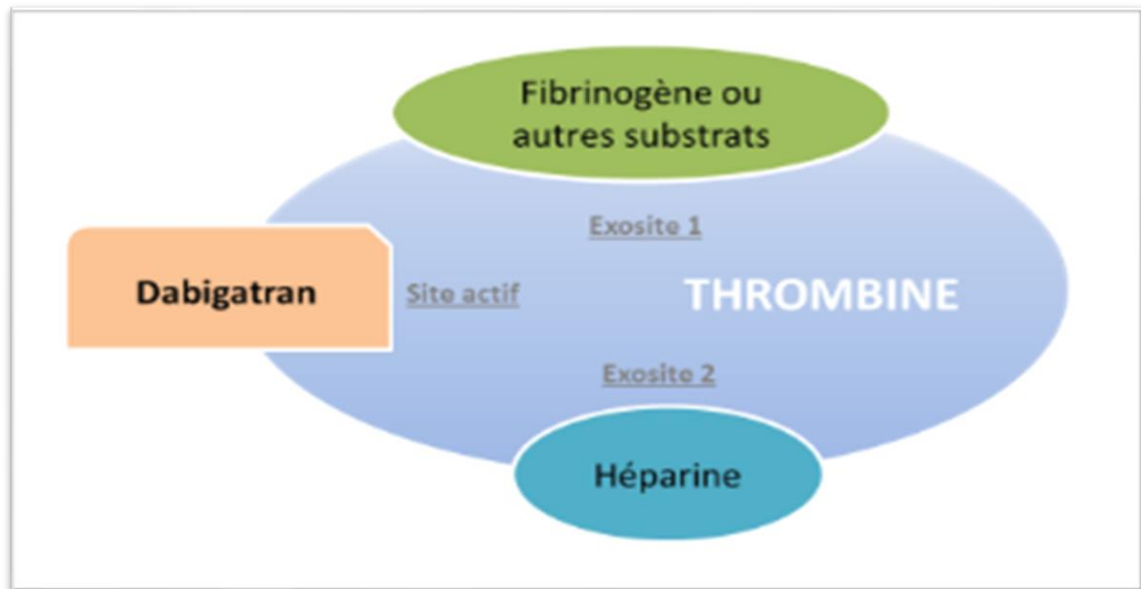 Fibrinogène ou
autres substrats
Exosite 1
Dabigatran
Site actif
THROMBINE
Exosite 2
Héparine